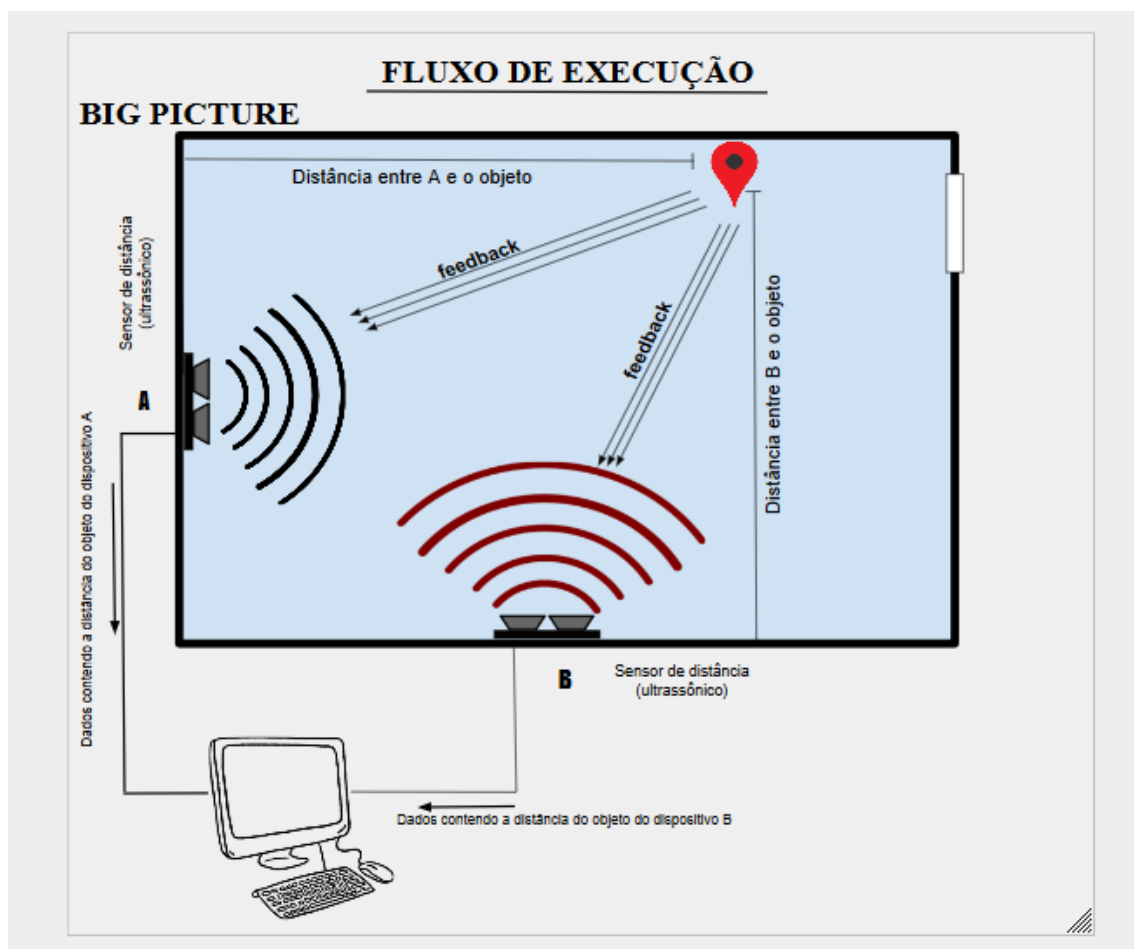 FLUXO DE EXECUÇÃO
BIG PICTURE
Distância entre A e o objeto
Sensor de distância
(ultrassônico)
feedback
feedback
Distância entre B e o objeto
A
Dados contendo a distância do objeto do dispositivo A
B
Sensor de distância
(ultrassônico)
Dados contendo a distância do objeto do dispositivo B